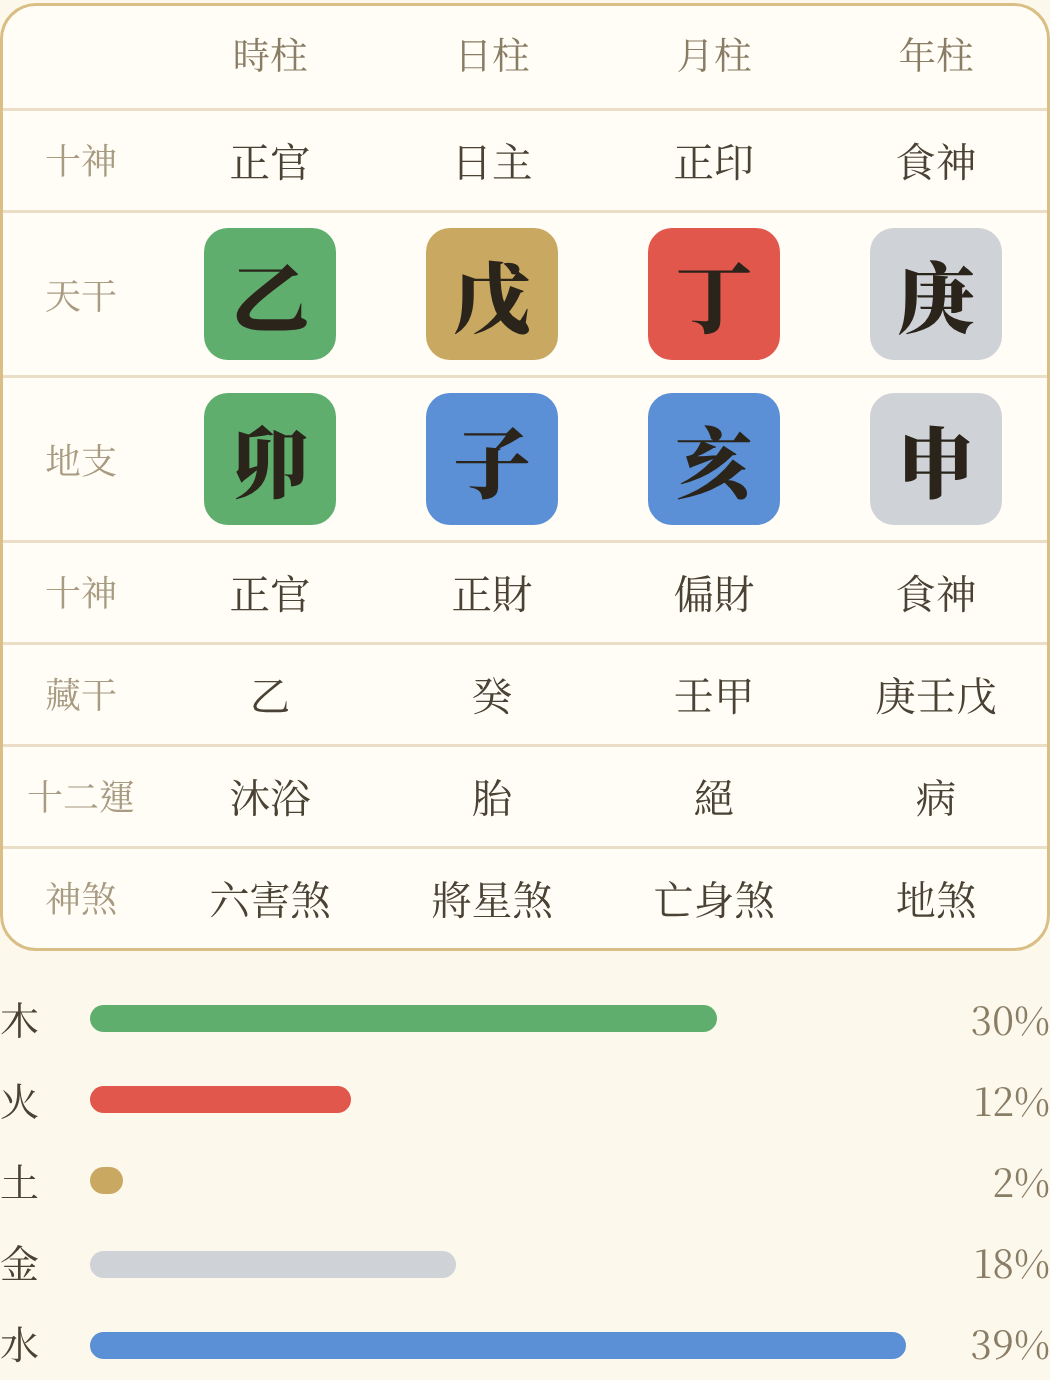 時柱 日柱 月柱 年柱
十神 正官 日主 正印 食神
天干 乙 戊 丁 庚
地支 卯 子 亥 申
十神 正官 正財 偏財 食神
藏干 乙 癸 壬甲 庚壬戊
十二運 沐浴 胎 絕 病
神煞 六害煞 將星煞 亡身煞 地煞
木 30%
火 12%
土 2%
金 18%
水 39%